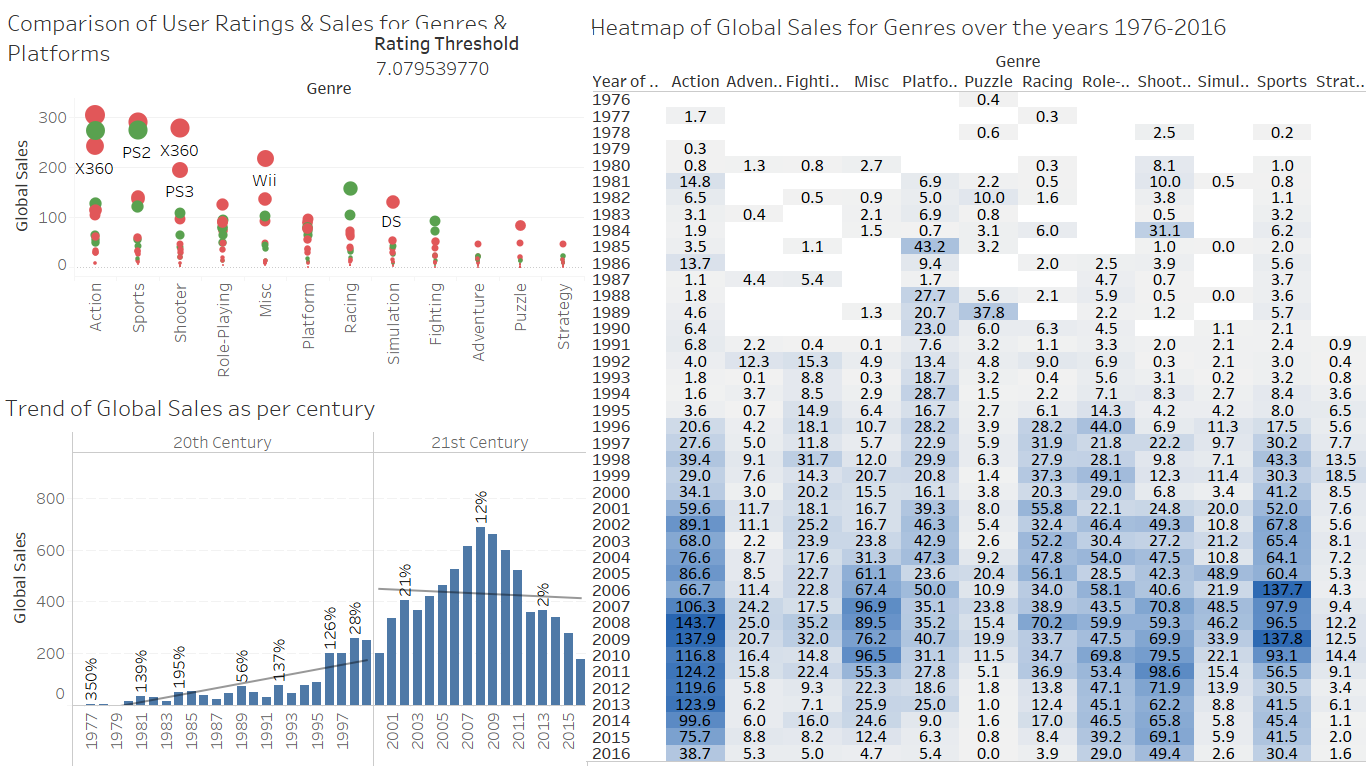 Comparison of User Ratings & Sales for Genres &
Platforms
Rating Threshold
7.079539770
Genre
Global Sales
300
200
100
0
X360
PS2
X360
PS3
Wii
DS
Action
Sports
Shooter
Role-Playing
Misc
Platform
Racing
Simulation
Fighting
Adventure
Puzzle
Strategy
Trend of Global Sales as per century
20th Century 21st Century
Global Sales
800
600
400
200
0
350%
139%
195%
56%
137%
126%
28%
21%
12%
2%
1977 1979 1981 1983 1985 1987 1989 1991 1993 1995 1997 2001 2003 2005 2007 2009 2011 2013 2015
Heatmap of Global Sales for Genres over the years 1976-2016
Genre
Year of .. Action Adven.. Fighti.. Misc Platfo.. Puzzle Racing Role-.. Shoot.. Simul.. Sports Strat..
1976 0.4
1977 1.7 0.3
1978 0.6 2.5 0.2
1979 0.3
1980 0.8 1.3 0.8 2.7 0.3 8.1 1.0
1981 14.8 6.9 2.2 0.5 10.0 0.5 0.8
1982 6.5 0.5 0.9 5.0 10.0 1.6 3.8 1.1
1983 3.1 0.4 2.1 6.9 0.8 0.5 3.2
1984 1.9 1.5 0.7 3.1 6.0 31.1 6.2
1985 3.5 1.1 43.2 3.2 1.0 0.0 2.0
1986 13.7 9.4 2.0 2.5 3.9 5.6
1987 1.1 4.4 5.4 1.7 4.7 0.7 3.7
1988 1.8 27.7 5.6 2.1 5.9 0.5 0.0 3.6
1989 4.6 1.3 20.7 37.8 2.2 1.2 5.7
1990 6.4 23.0 6.0 6.3 4.5 1.1 2.1
1991 6.8 2.2 0.4 0.1 7.6 3.2 1.1 3.3 2.0 2.1 2.4 0.9
1992 4.0 12.3 15.3 4.9 13.4 4.8 9.0 6.9 0.3 2.1 3.0 0.4
1993 1.8 0.1 8.8 0.3 18.7 3.2 0.4 5.6 3.1 0.2 3.2 0.8
1994 1.6 3.7 8.5 2.9 28.7 1.5 2.2 7.1 8.3 2.7 8.4 3.6
1995 3.6 0.7 14.9 6.4 16.7 2.7 6.1 14.3 4.2 4.2 8.0 6.5
1996 20.6 4.2 18.1 10.7 28.2 3.9 28.2 44.0 6.9 11.3 17.5 5.6
1997 27.6 5.0 11.8 5.7 22.9 5.9 31.9 21.8 22.2 9.7 30.2 7.7
1998 39.4 9.1 31.7 12.0 29.9 6.3 27.9 28.1 9.8 7.1 43.3 13.5
1999 29.0 7.6 14.3 20.7 20.8 1.4 37.3 49.1 12.3 11.4 30.3 18.5
2000 34.1 3.0 20.2 15.5 16.1 3.8 20.3 29.0 6.8 3.4 41.2 8.5
2001 59.6 11.7 18.1 16.7 39.3 8.0 55.8 22.1 24.8 20.0 52.0 7.6
2002 89.1 11.1 25.2 16.7 46.3 5.4 32.4 46.4 49.3 10.8 67.8 5.6
2003 68.0 2.2 23.9 23.8 42.9 2.6 52.2 30.4 27.2 21.2 65.4 8.1
2004 76.6 8.7 17.6 31.3 47.3 9.2 47.8 54.0 47.5 10.8 64.1 7.2
2005 86.6 8.5 22.7 61.1 23.6 20.4 56.1 28.5 42.3 48.9 60.4 5.3
2006 66.7 11.4 22.8 67.4 50.0 10.9 34.0 58.1 40.6 21.9 137.7 4.3
2007 106.3 24.2 17.5 96.9 35.1 23.8 38.9 43.5 70.8 48.5 97.9 9.4
2008 143.7 25.0 35.2 89.5 35.2 15.4 70.2 59.9 59.3 46.2 96.5 12.2
2009 137.9 20.7 32.0 76.2 40.7 19.9 33.7 47.5 69.9 33.9 137.8 12.5
2010 116.8 16.4 14.8 96.5 31.1 11.5 34.7 69.8 79.5 22.1 93.1 14.4
2011 124.2 15.8 22.4 55.3 27.8 5.1 36.9 53.4 98.6 15.4 56.5 9.1
2012 119.6 5.8 9.3 22.3 18.6 1.8 13.8 47.1 71.9 13.9 30.5 3.4
2013 123.9 6.2 7.1 25.9 25.0 1.0 12.4 45.1 62.2 8.8 41.5 6.1
2014 99.6 6.0 16.0 24.6 9.0 1.6 17.0 46.5 65.8 5.8 45.4 1.1
2015 75.7 8.8 8.2 12.4 6.3 0.8 8.4 39.2 69.1 5.9 41.5 2.0
2016 38.7 5.3 5.0 4.7 5.4 0.0 3.9 29.0 49.4 2.6 30.4 1.6